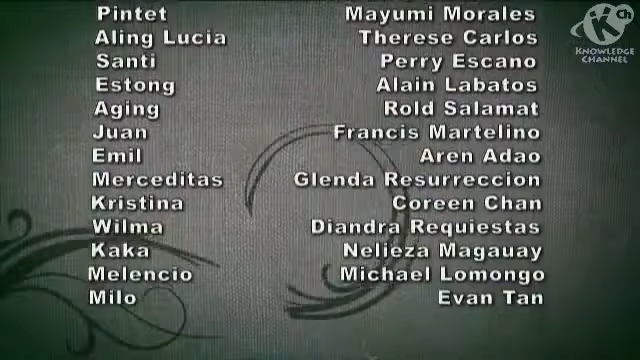 Pintet Mayumi Morales
Aling Lucia Therese Carlos
Santi Perry Escano
Estong Alain Labatos
Aging Rold Salamat
Juan Francis Martelino
Emil Aren Adao
Merceditas Glenda Resurreccion
Kristina Coreen Chan
Wilma Diandra Requiestas
Kaka Nelieza Magauay
Melencio Michael Lomongo
Milo Evan Tan
K Ch
KNOWLEDGE
CHANNEL